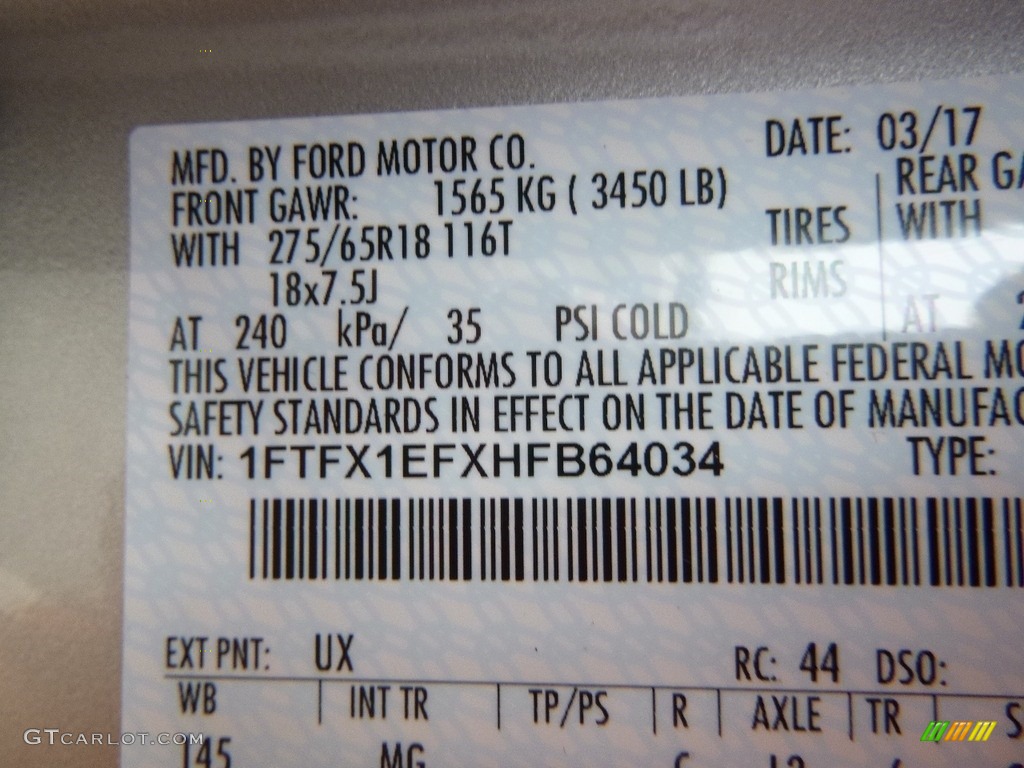 MFD. BY FORD MOTOR CO. DATE: 03/17
FRONT GAWR: 1565 KG ( 3450 LB) REAR GA
WITH 275/65R18 116T TIRES WITH
18x7.5J RIMS
AT 240 kPa/ 35 PSI COLD AT 2
THIS VEHICLE CONFORMS TO ALL APPLICABLE FEDERAL MO
SAFETY STANDARDS IN EFFECT ON THE DATE OF MANUFAC
VIN: 1FTFX1EFXHFB64034 TYPE:
EXT PNT: UX RC: 44 DSO:
WB INT TR TP/PS R AXLE TR S
145 MG
GTCARLOT.COM